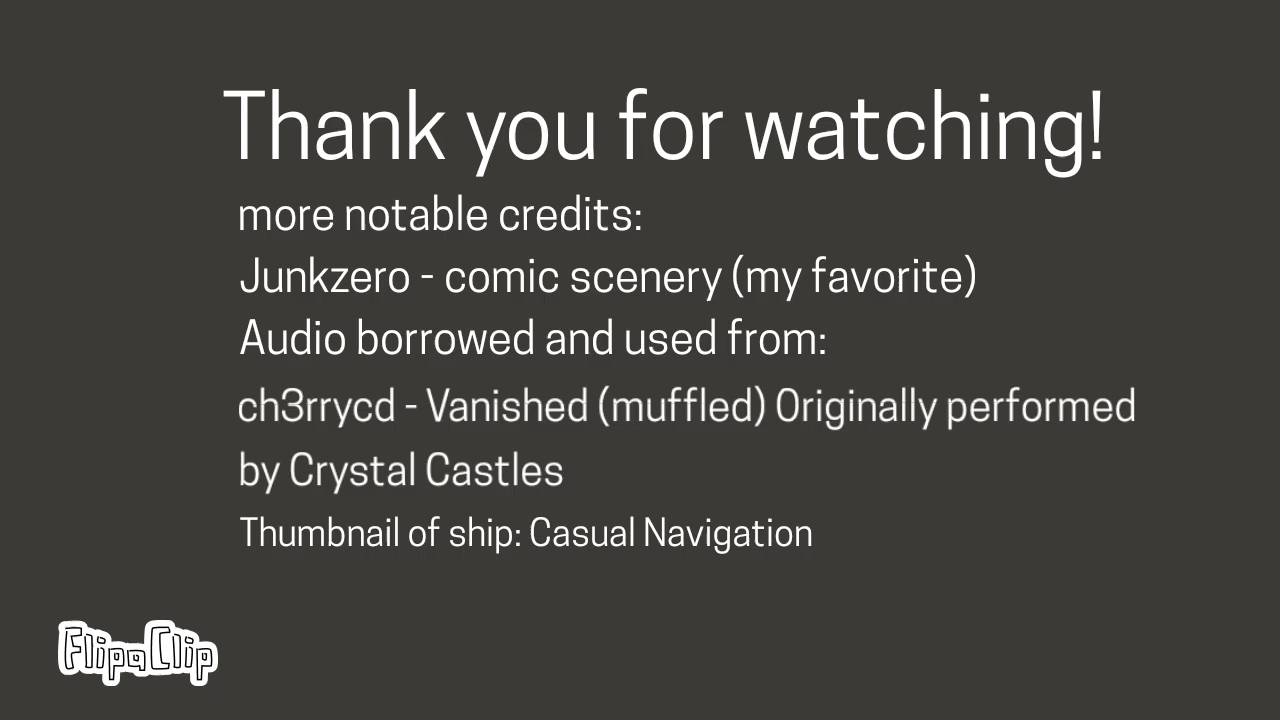 Thank you for watching!
more notable credits:
Junkzero - comic scenery (my favorite)
Audio borrowed and used from:
ch3rrycd - Vanished (muffled) Originally performed
by Crystal Castles
Thumbnail of ship: Casual Navigation
FlipaClip